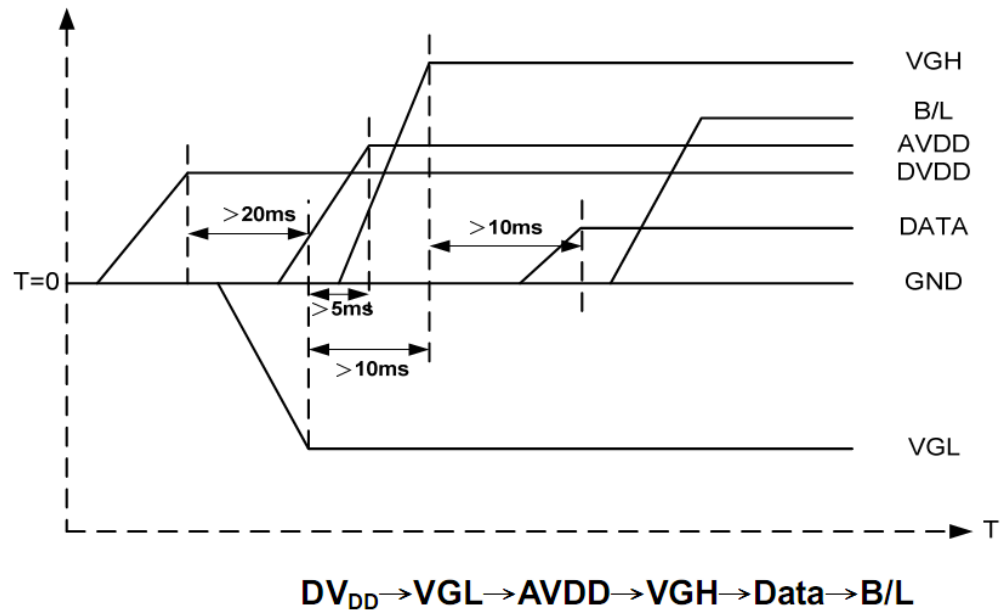 VGH
B/L
AVDD
DVDD
>20ms
>10ms
DATA
T=0
GND
>5ms
>10ms
VGL
T
DVDD→VGL→AVDD→VGH→Data→B/L